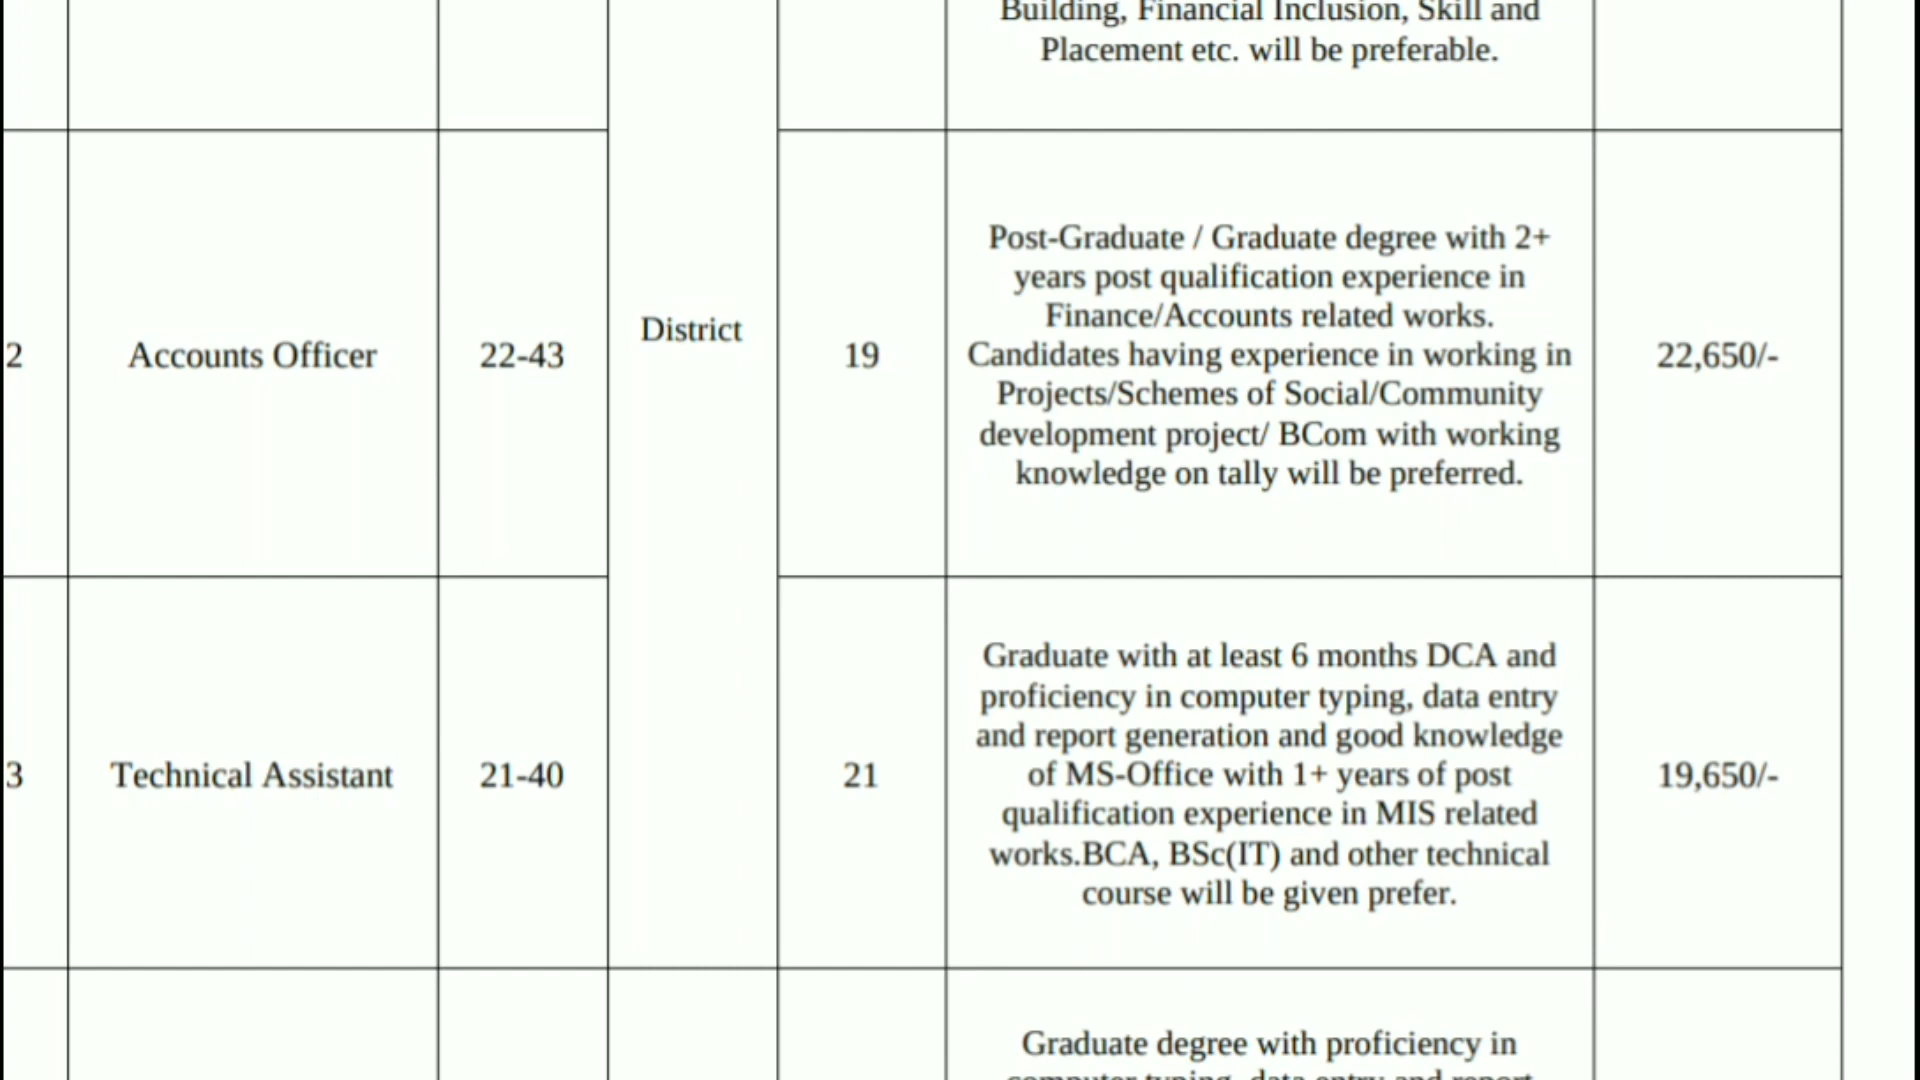 Building, Financial Inclusion, Skill and
Placement etc. will be preferable.
District
2
Accounts Officer
22-43
19
Post-Graduate / Graduate degree with 2+
years post qualification experience in
Finance/Accounts related works.
Candidates having experience in working in
Projects/Schemes of Social/Community
development project/ BCom with working
knowledge on tally will be preferred.
22,650/-
3
Technical Assistant
21-40
21
Graduate with at least 6 months DCA and
proficiency in computer typing, data entry
and report generation and good knowledge
of MS-Office with 1+ years of post
qualification experience in MIS related
works.BCA, BSc(IT) and other technical
course will be given prefer.
19,650/-
Graduate degree with proficiency in
computer typing, data entry and report